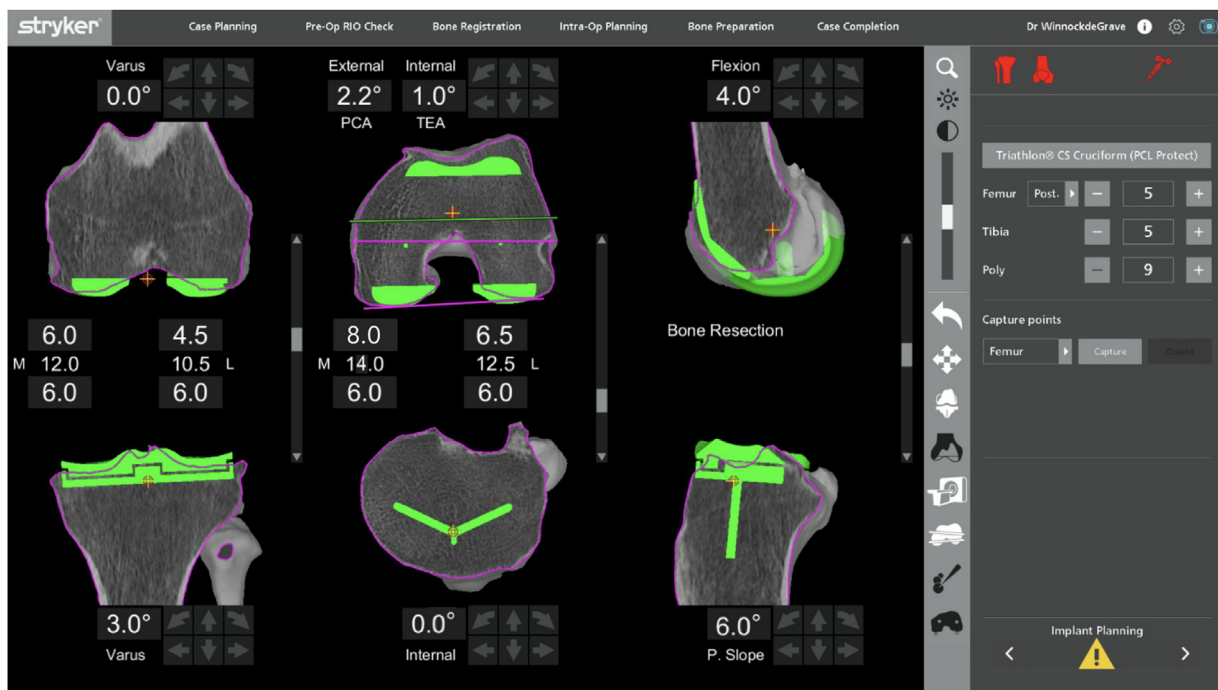 stryker
Case Planning
Pre-Op RIO Check
Bone Registration
Intra-Op Planning
Bone Preparation
Case Completion
Dr WinnockdeGrave
Varus
0.0°
External Internal
2.2° 1.0°
PCA TEA
Flexion
4.0°
6.0 4.5
M 12.0 10.5 L
6.0 6.0
8.0 6.5
M 14.0 12.5 L
6.0 6.0
Bone Resection
3.0°
Varus
0.0°
Internal
6.0°
P. Slope
Triathlon® CS Cruciform (PCL Protect)
Femur Post. − 5 +
Tibia − 5 +
Poly − 9 +
Capture points
Femur Capture Delete
Implant Planning